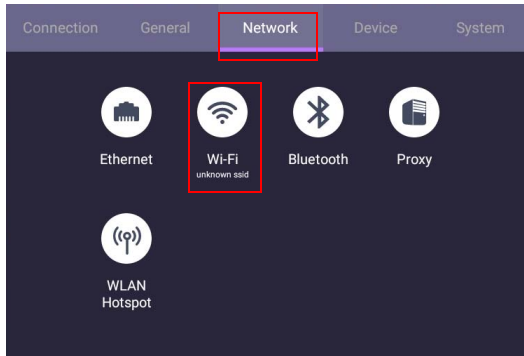 Connection General Network Device System
Ethernet Wi-Fi Bluetooth Proxy
unknown ssid
WLAN
Hotspot